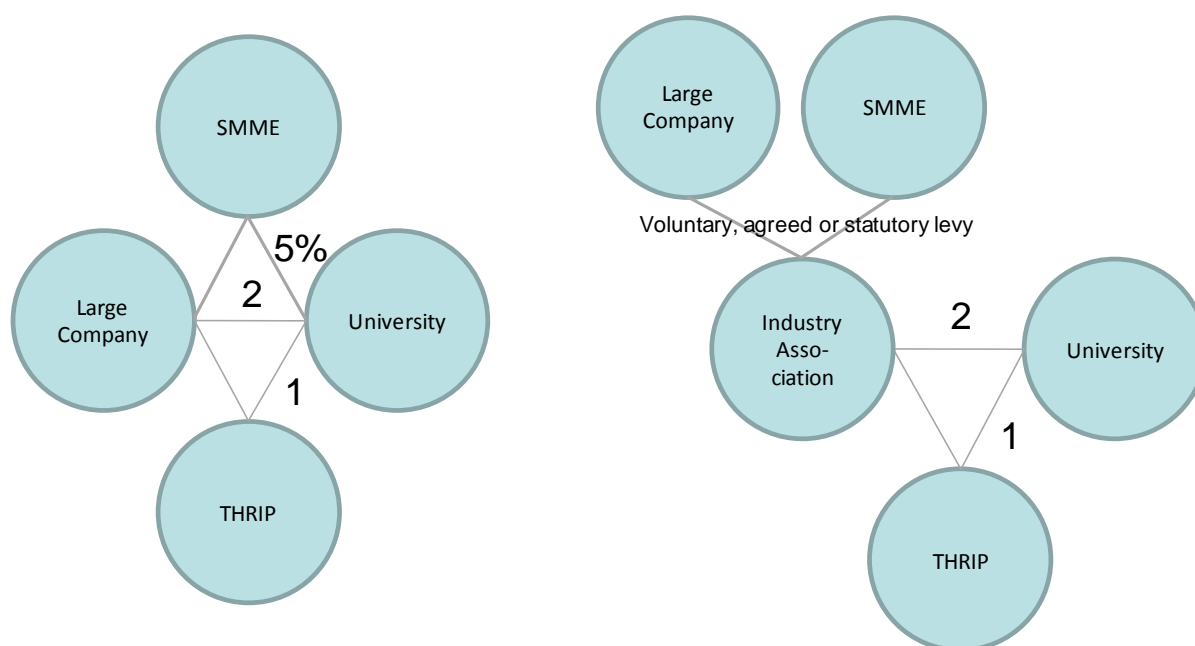 SMME
5%
2
Large
Company
University
1
THRIP
Large
Company
SMME
Voluntary, agreed or statutory levy
Industry
Asso-
ciation
2
University
1
THRIP